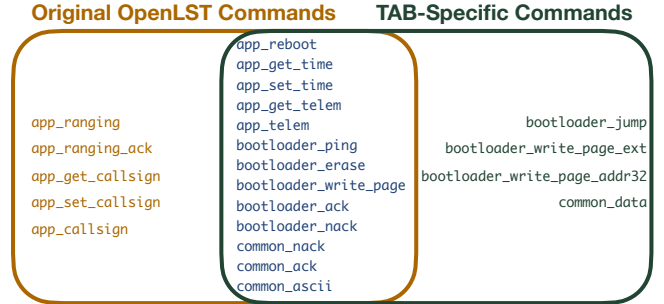 Original OpenLST Commands
TAB-Specific Commands
app_ranging
app_ranging_ack
app_get_callsign
app_set_callsign
app_callsign
app_reboot
app_get_time
app_set_time
app_get_telem
app_telem
bootloader_ping
bootloader_erase
bootloader_write_page
bootloader_ack
bootloader_nack
common_nack
common_ack
common_ascii
bootloader_jump
bootloader_write_page_ext
bootloader_write_page_addr32
common_data